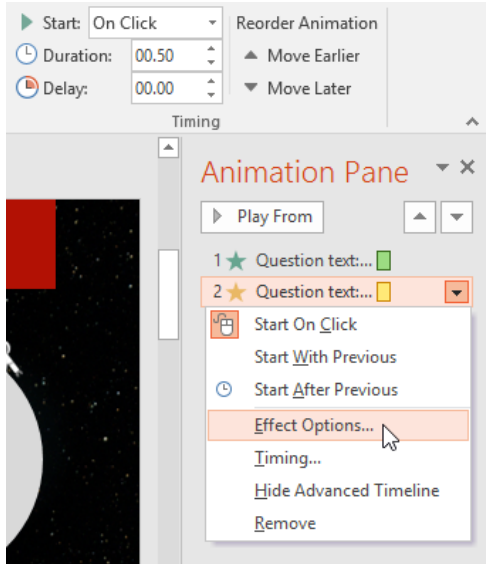 Start: On Click
Duration: 00.50
Delay: 00.00
Reorder Animation
Move Earlier
Move Later
Timing
Animation Pane
Play From
1 Question text:...
2 Question text:...
Start On Click
Start With Previous
Start After Previous
Effect Options...
Timing...
Hide Advanced Timeline
Remove